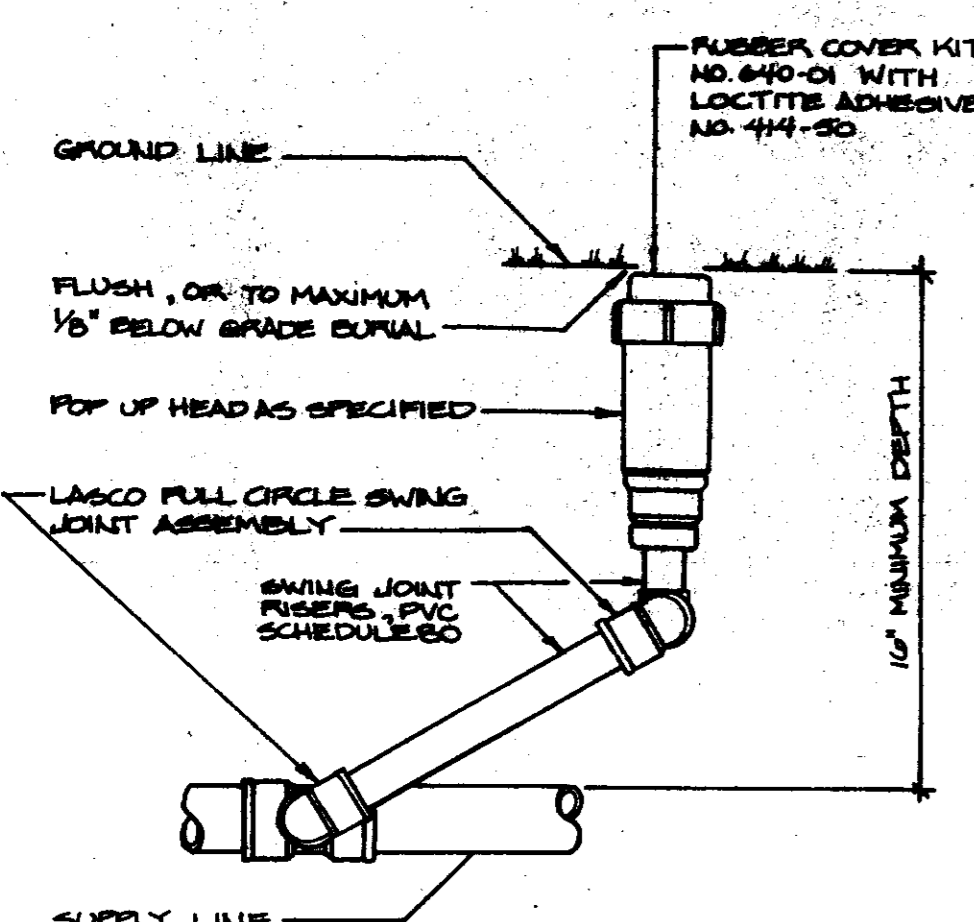 RUBBER COVER KIT
NO. 640-01 WITH
LOCTITE ADHESIVE
NO. 414-50
GROUND LINE
FLUSH, OR TO MAXIMUM
1/8" BELOW GRADE BURIAL
POP UP HEAD AS SPECIFIED
LASCO FULL CIRCLE SWING
JOINT ASSEMBLY
SWING JOINT
RISERS, PVC
SCHEDULE 80
16" MINIMUM DEPTH
SUPPLY LINE